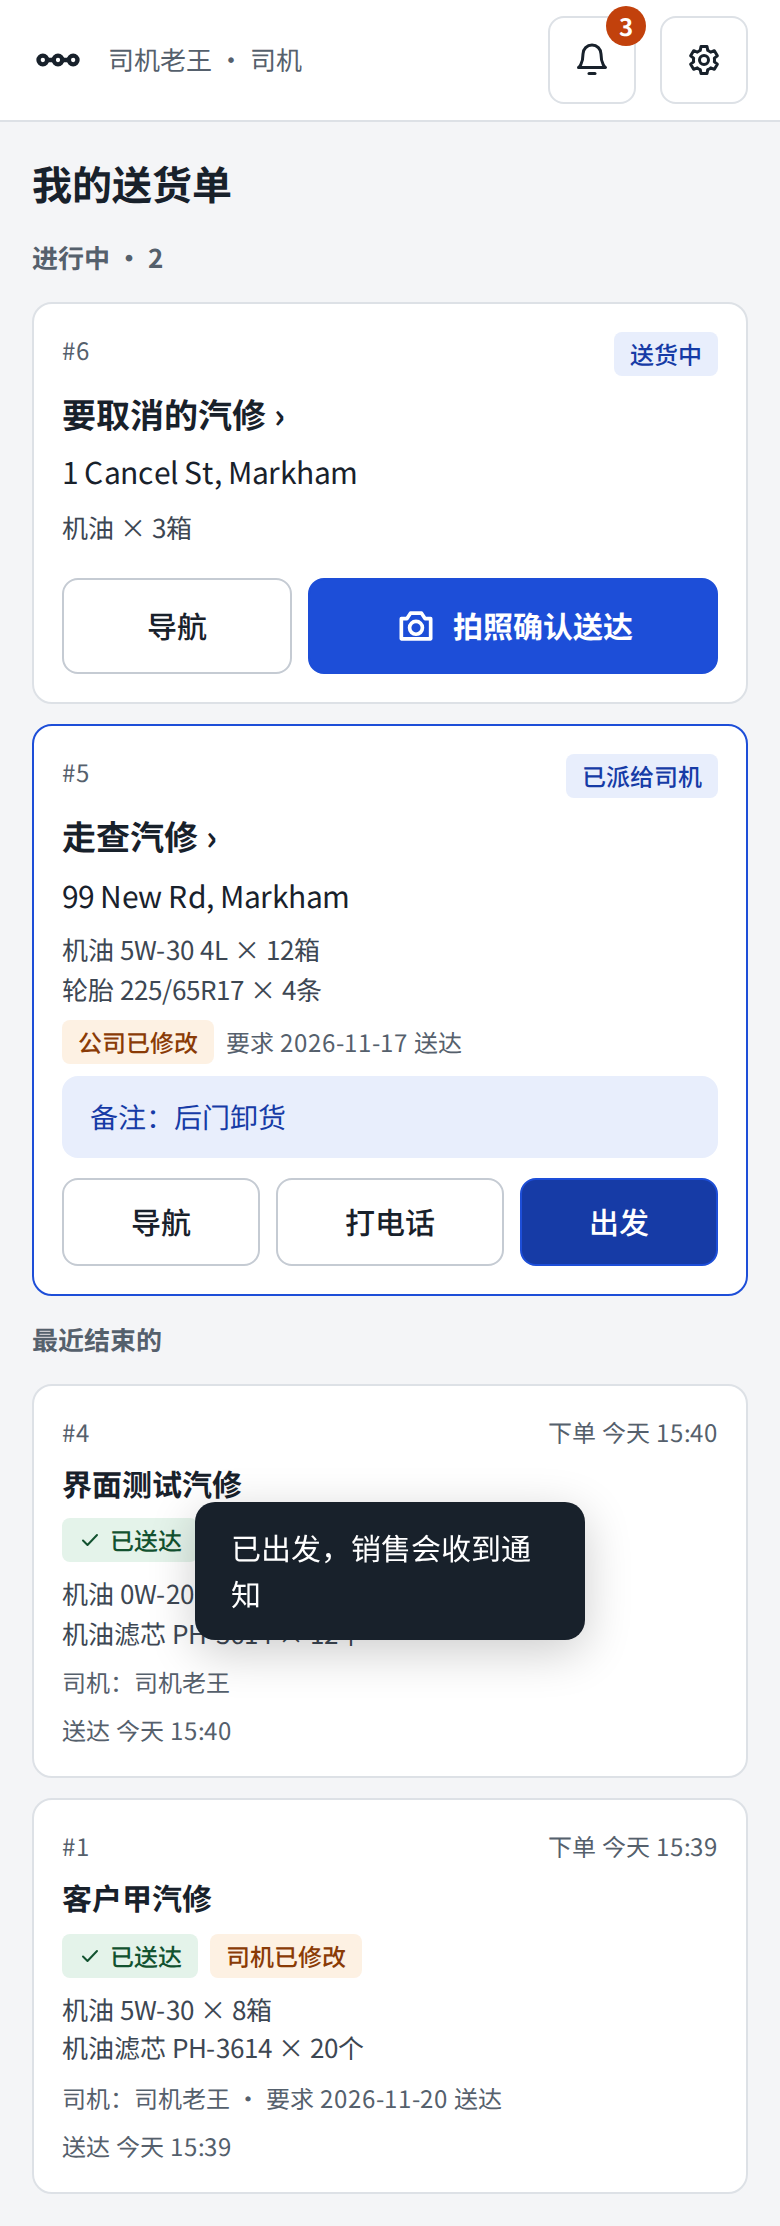 司机老王 · 司机
3
我的送货单
进行中 · 2
#6
送货中
要取消的汽修 ›
1 Cancel St, Markham
机油 × 3箱
导航
拍照确认送达
#5
已派给司机
走查汽修 ›
99 New Rd, Markham
机油 5W-30 4L × 12箱
轮胎 225/65R17 × 4条
公司已修改 要求 2026-11-17 送达
备注：后门卸货
导航
打电话
出发
最近结束的
#4
下单 今天 15:40
界面测试汽修
已送达
已出发，销售会收到通
知
机油 0W-20
机油滤芯 PH-3614 × 12个
司机：司机老王
送达 今天 15:40
#1
下单 今天 15:39
客户甲汽修
已送达 司机已修改
机油 5W-30 × 8箱
机油滤芯 PH-3614 × 20个
司机：司机老王 · 要求 2026-11-20 送达
送达 今天 15:39